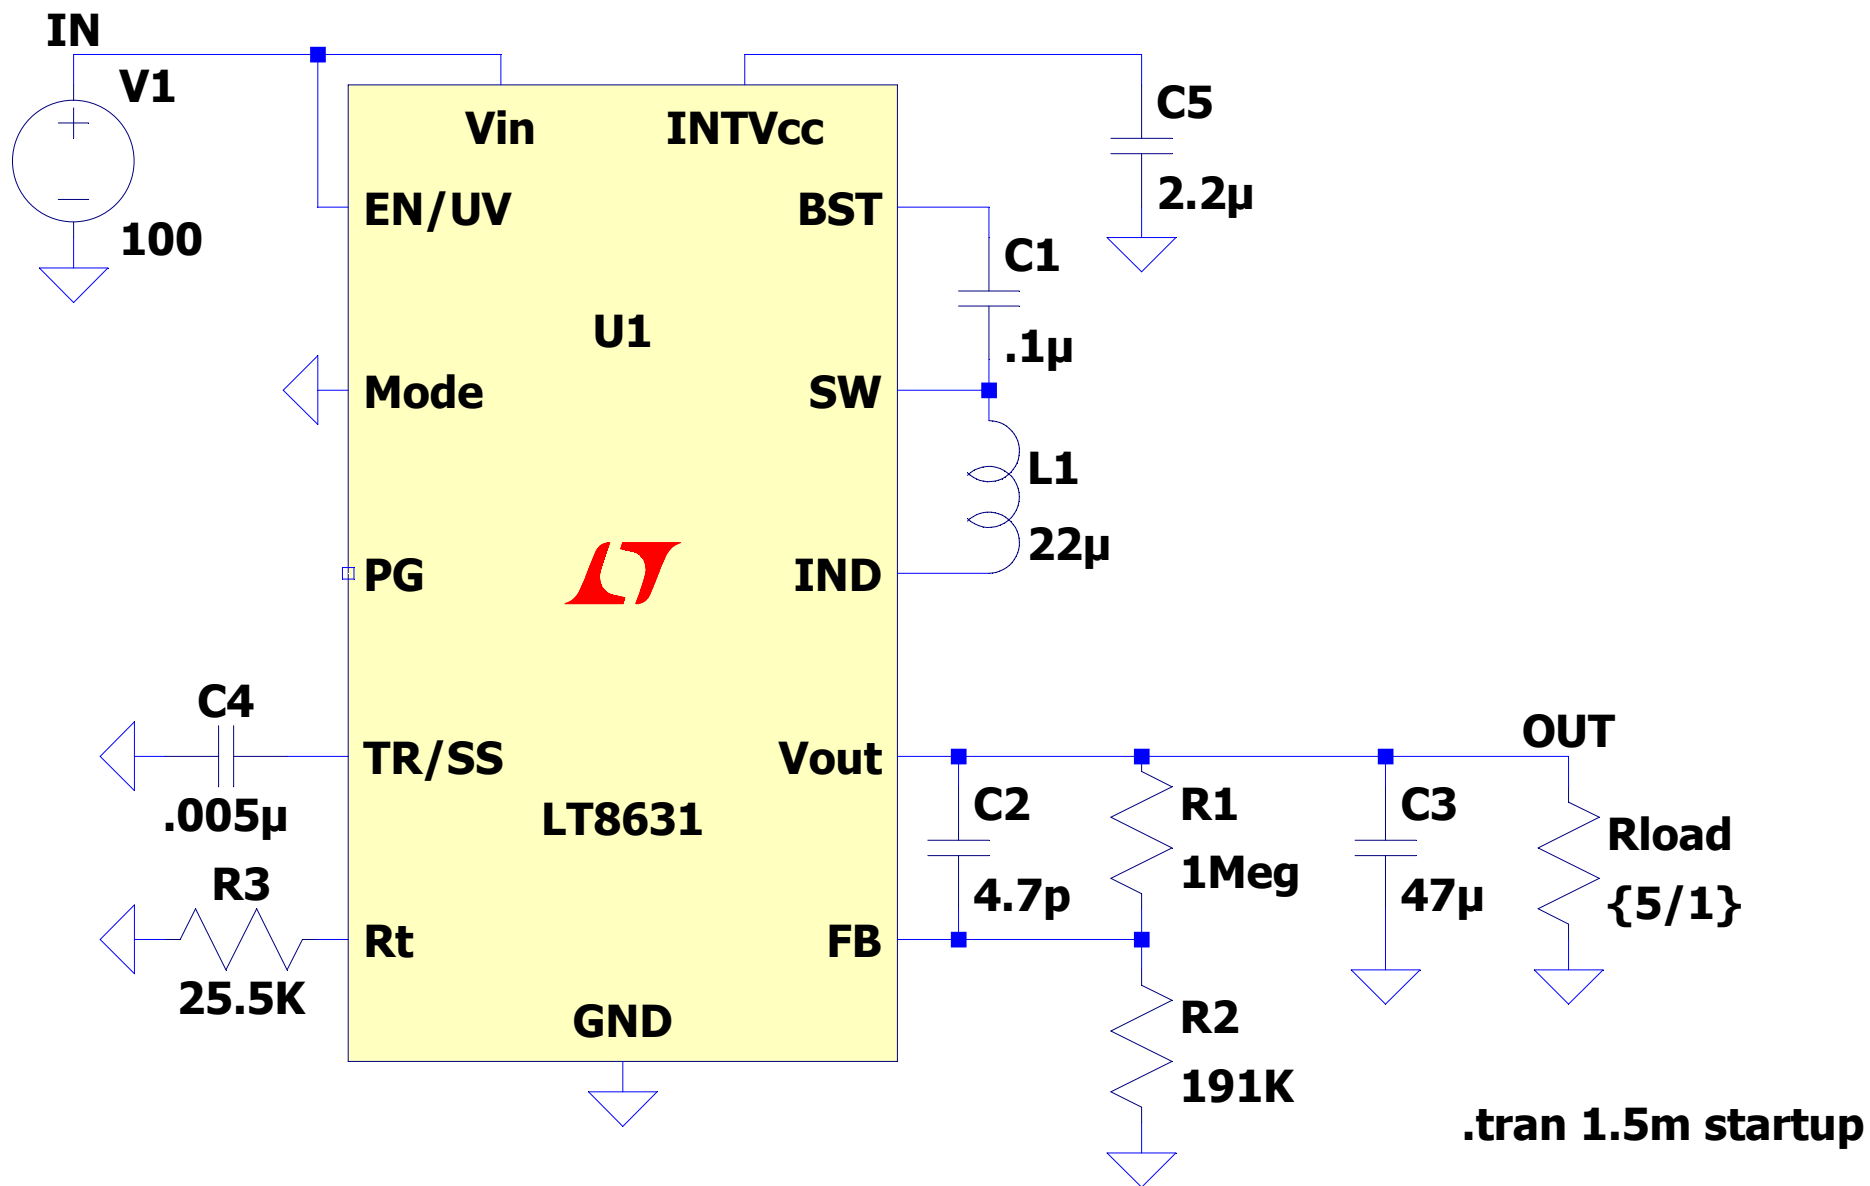 IN
V1
100
Vin
INTVcc
C5
2.2µ
EN/UV
BST
C1
.1µ
U1
Mode
SW
L1
22µ
PG
IND
C4
.005µ
TR/SS
Vout
OUT
LT8631
C2
4.7p
R1
1Meg
C3
47µ
Rload
{5/1}
R3
25.5K
Rt
FB
GND
R2
191K
.tran 1.5m startup